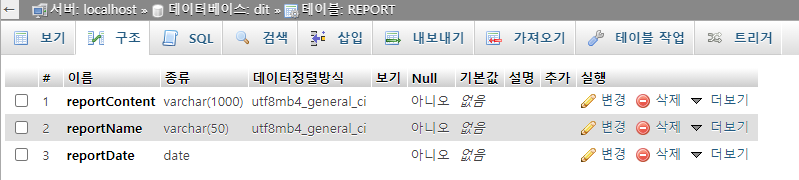 서버: localhost » 데이터베이스: dit » 테이블: REPORT
보기 구조 SQL 검색 삽입 내보내기 가져오기 테이블 작업 트리거
# 이름 종류 데이터정렬방식 보기 Null 기본값 설명 추가 실행
1 reportContent varchar(1000) utf8mb4_general_ci 아니오 없음 변경 삭제 더보기
2 reportName varchar(50) utf8mb4_general_ci 아니오 없음 변경 삭제 더보기
3 reportDate date 아니오 없음 변경 삭제 더보기